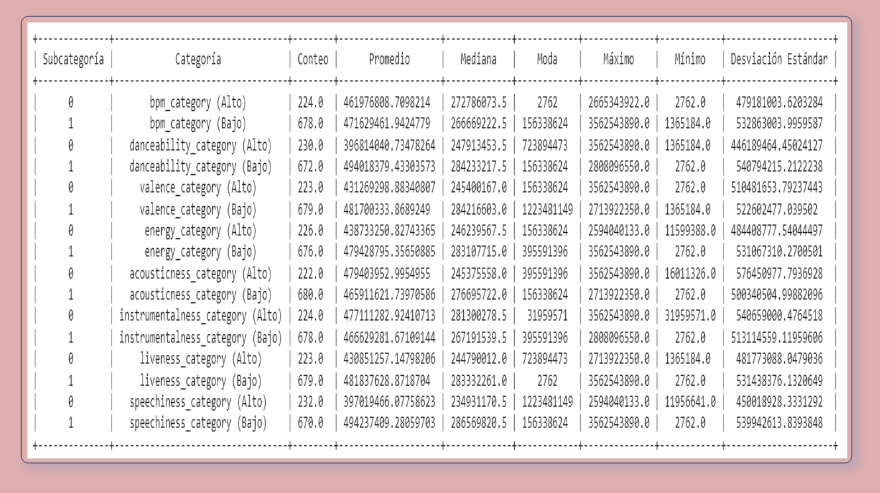 +--------------+------------------------------------+--------+--------------------+-------------+------------+--------------+-------------+---------------------+
| Subcategoría | Categoría | Conteo | Promedio | Mediana | Moda | Máximo | Mínimo | Desviación Estándar |
| 0 | bpm_category (Alto) | 224.0 | 461976808.7098214 | 272786073.5 | 2762 | 2665343922.0 | 2762.0 | 479181003.6203284 |
| 1 | bpm_category (Bajo) | 678.0 | 471629461.9424779 | 266669222.5 | 156338624 | 3562543890.0 | 1365184.0 | 532863003.9959587 |
| 0 | danceability_category (Alto) | 230.0 | 396814040.73478264 | 247913453.5 | 723894473 | 3562543890.0 | 1365184.0 | 446189464.45024127 |
| 1 | danceability_category (Bajo) | 672.0 | 494018379.43303573 | 284233217.5 | 156338624 | 2808096550.0 | 2762.0 | 540794215.2122238 |
| 0 | valence_category (Alto) | 223.0 | 431269298.88340807 | 245400167.0 | 156338624 | 3562543890.0 | 2762.0 | 510481653.79237443 |
| 1 | valence_category (Bajo) | 679.0 | 481700333.8689249 | 284216603.0 | 1223481149 | 2713922350.0 | 1365184.0 | 522602477.039502 |
| 0 | energy_category (Alto) | 226.0 | 438733250.82743365 | 246239567.5 | 156338624 | 2594040133.0 | 11599388.0 | 484408777.54044497 |
| 1 | energy_category (Bajo) | 676.0 | 479428795.35650885 | 283107715.0 | 395591396 | 3562543890.0 | 2762.0 | 531067310.2700501 |
| 0 | acousticness_category (Alto) | 222.0 | 479403952.9954955 | 245375558.0 | 395591396 | 3562543890.0 | 16011326.0 | 576450977.7936928 |
| 1 | acousticness_category (Bajo) | 680.0 | 465911621.73970586 | 276695722.0 | 156338624 | 2713922350.0 | 2762.0 | 500340504.99882096 |
| 0 | instrumentalness_category (Alto) | 224.0 | 477111282.92410713 | 281300278.5 | 31959571 | 3562543890.0 | 31959571.0 | 540659000.4764518 |
| 1 | instrumentalness_category (Bajo) | 678.0 | 466629281.67109144 | 267191539.5 | 395591396 | 2808096550.0 | 2762.0 | 513114559.11959606 |
| 0 | liveness_category (Alto) | 223.0 | 430851257.14798206 | 244790012.0 | 723894473 | 2713922350.0 | 1365184.0 | 481773088.0479036 |
| 1 | liveness_category (Bajo) | 679.0 | 481837628.8718704 | 283332261.0 | 2762 | 3562543890.0 | 2762.0 | 531438376.1320649 |
| 0 | speechiness_category (Alto) | 232.0 | 397019466.07758623 | 234931170.5 | 1223481149 | 2594040133.0 | 11956641.0 | 450018928.3331292 |
| 1 | speechiness_category (Bajo) | 670.0 | 494237409.28059703 | 286569820.5 | 156338624 | 3562543890.0 | 2762.0 | 539942613.8393848 |